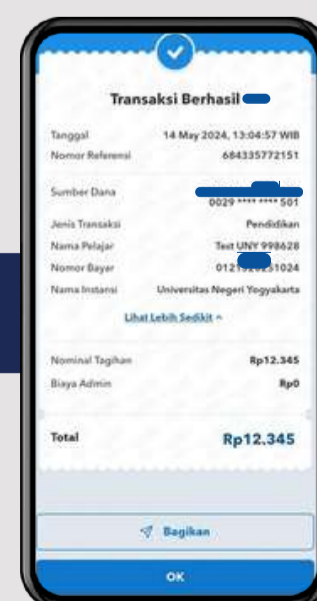 Transaksi Berhasil
Tanggal 14 May 2024, 13:04:57 WIB
Nomor Referensi 684335772151
Sumber Dana
0029 **** **** 501
Jenis Transaksi Pendidikan
Nama Pelajar Test UNY 998628
Nomor Bayar
Nama Instansi Universitas Negeri Yogyakarta
Lihat Lebih Sedikit
Nominal Tagihan Rp12.345
Biaya Admin Rp0
Total Rp12.345
Bagikan
OK